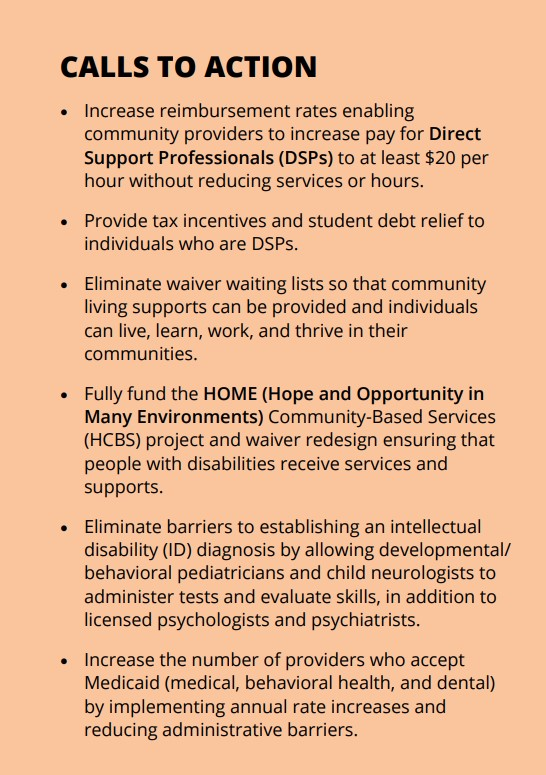 CALLS TO ACTION
• Increase reimbursement rates enabling
community providers to increase pay for Direct
Support Professionals (DSPs) to at least $20 per
hour without reducing services or hours.
• Provide tax incentives and student debt relief to
individuals who are DSPs.
• Eliminate waiver waiting lists so that community
living supports can be provided and individuals
can live, learn, work, and thrive in their
communities.
• Fully fund the HOME (Hope and Opportunity in
Many Environments) Community-Based Services
(HCBS) project and waiver redesign ensuring that
people with disabilities receive services and
supports.
• Eliminate barriers to establishing an intellectual
disability (ID) diagnosis by allowing developmental/
behavioral pediatricians and child neurologists to
administer tests and evaluate skills, in addition to
licensed psychologists and psychiatrists.
• Increase the number of providers who accept
Medicaid (medical, behavioral health, and dental)
by implementing annual rate increases and
reducing administrative barriers.